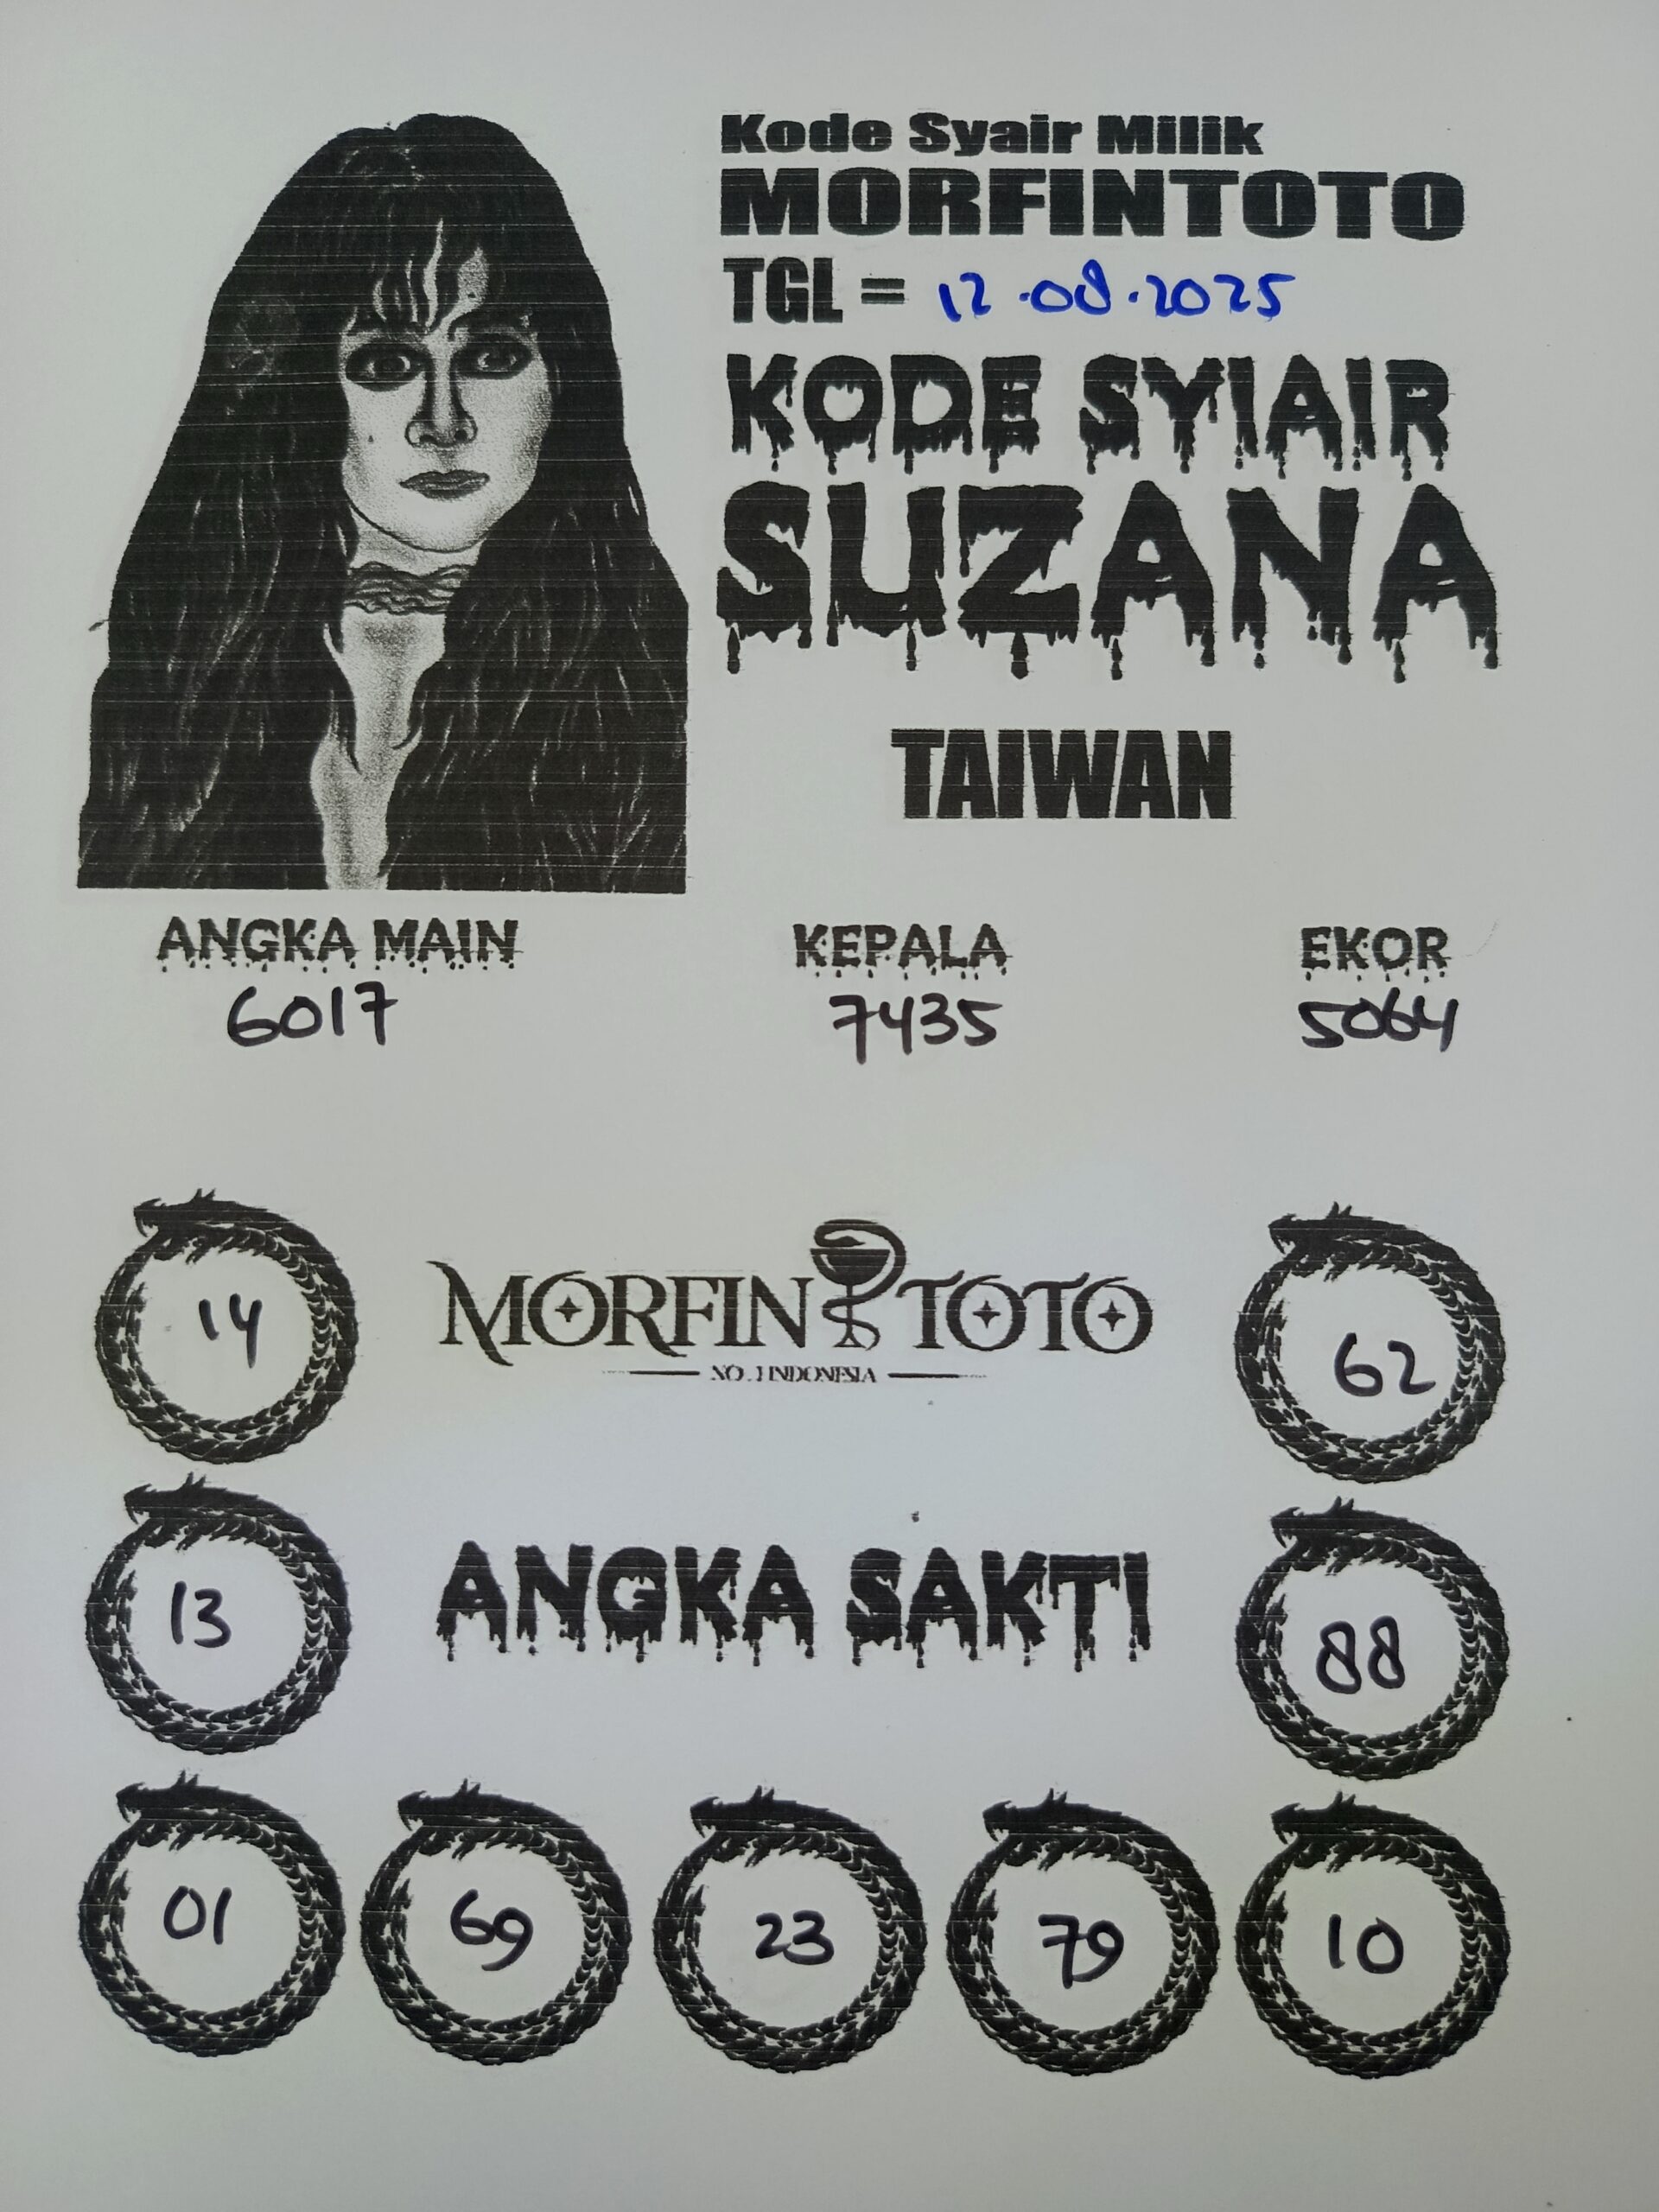 Kode Syair Milik
MORFINTOTO
TGL = 12.08.2025
KODE SYIAIR
SUZANA
TAIWAN
ANGKA MAIN KEPALA EKOR
6017 7435 5064
14 MORFIN TOTO 62
NO.1 INDONESIA
13 ANGKA SAKTI 88
01 69 23 79 10